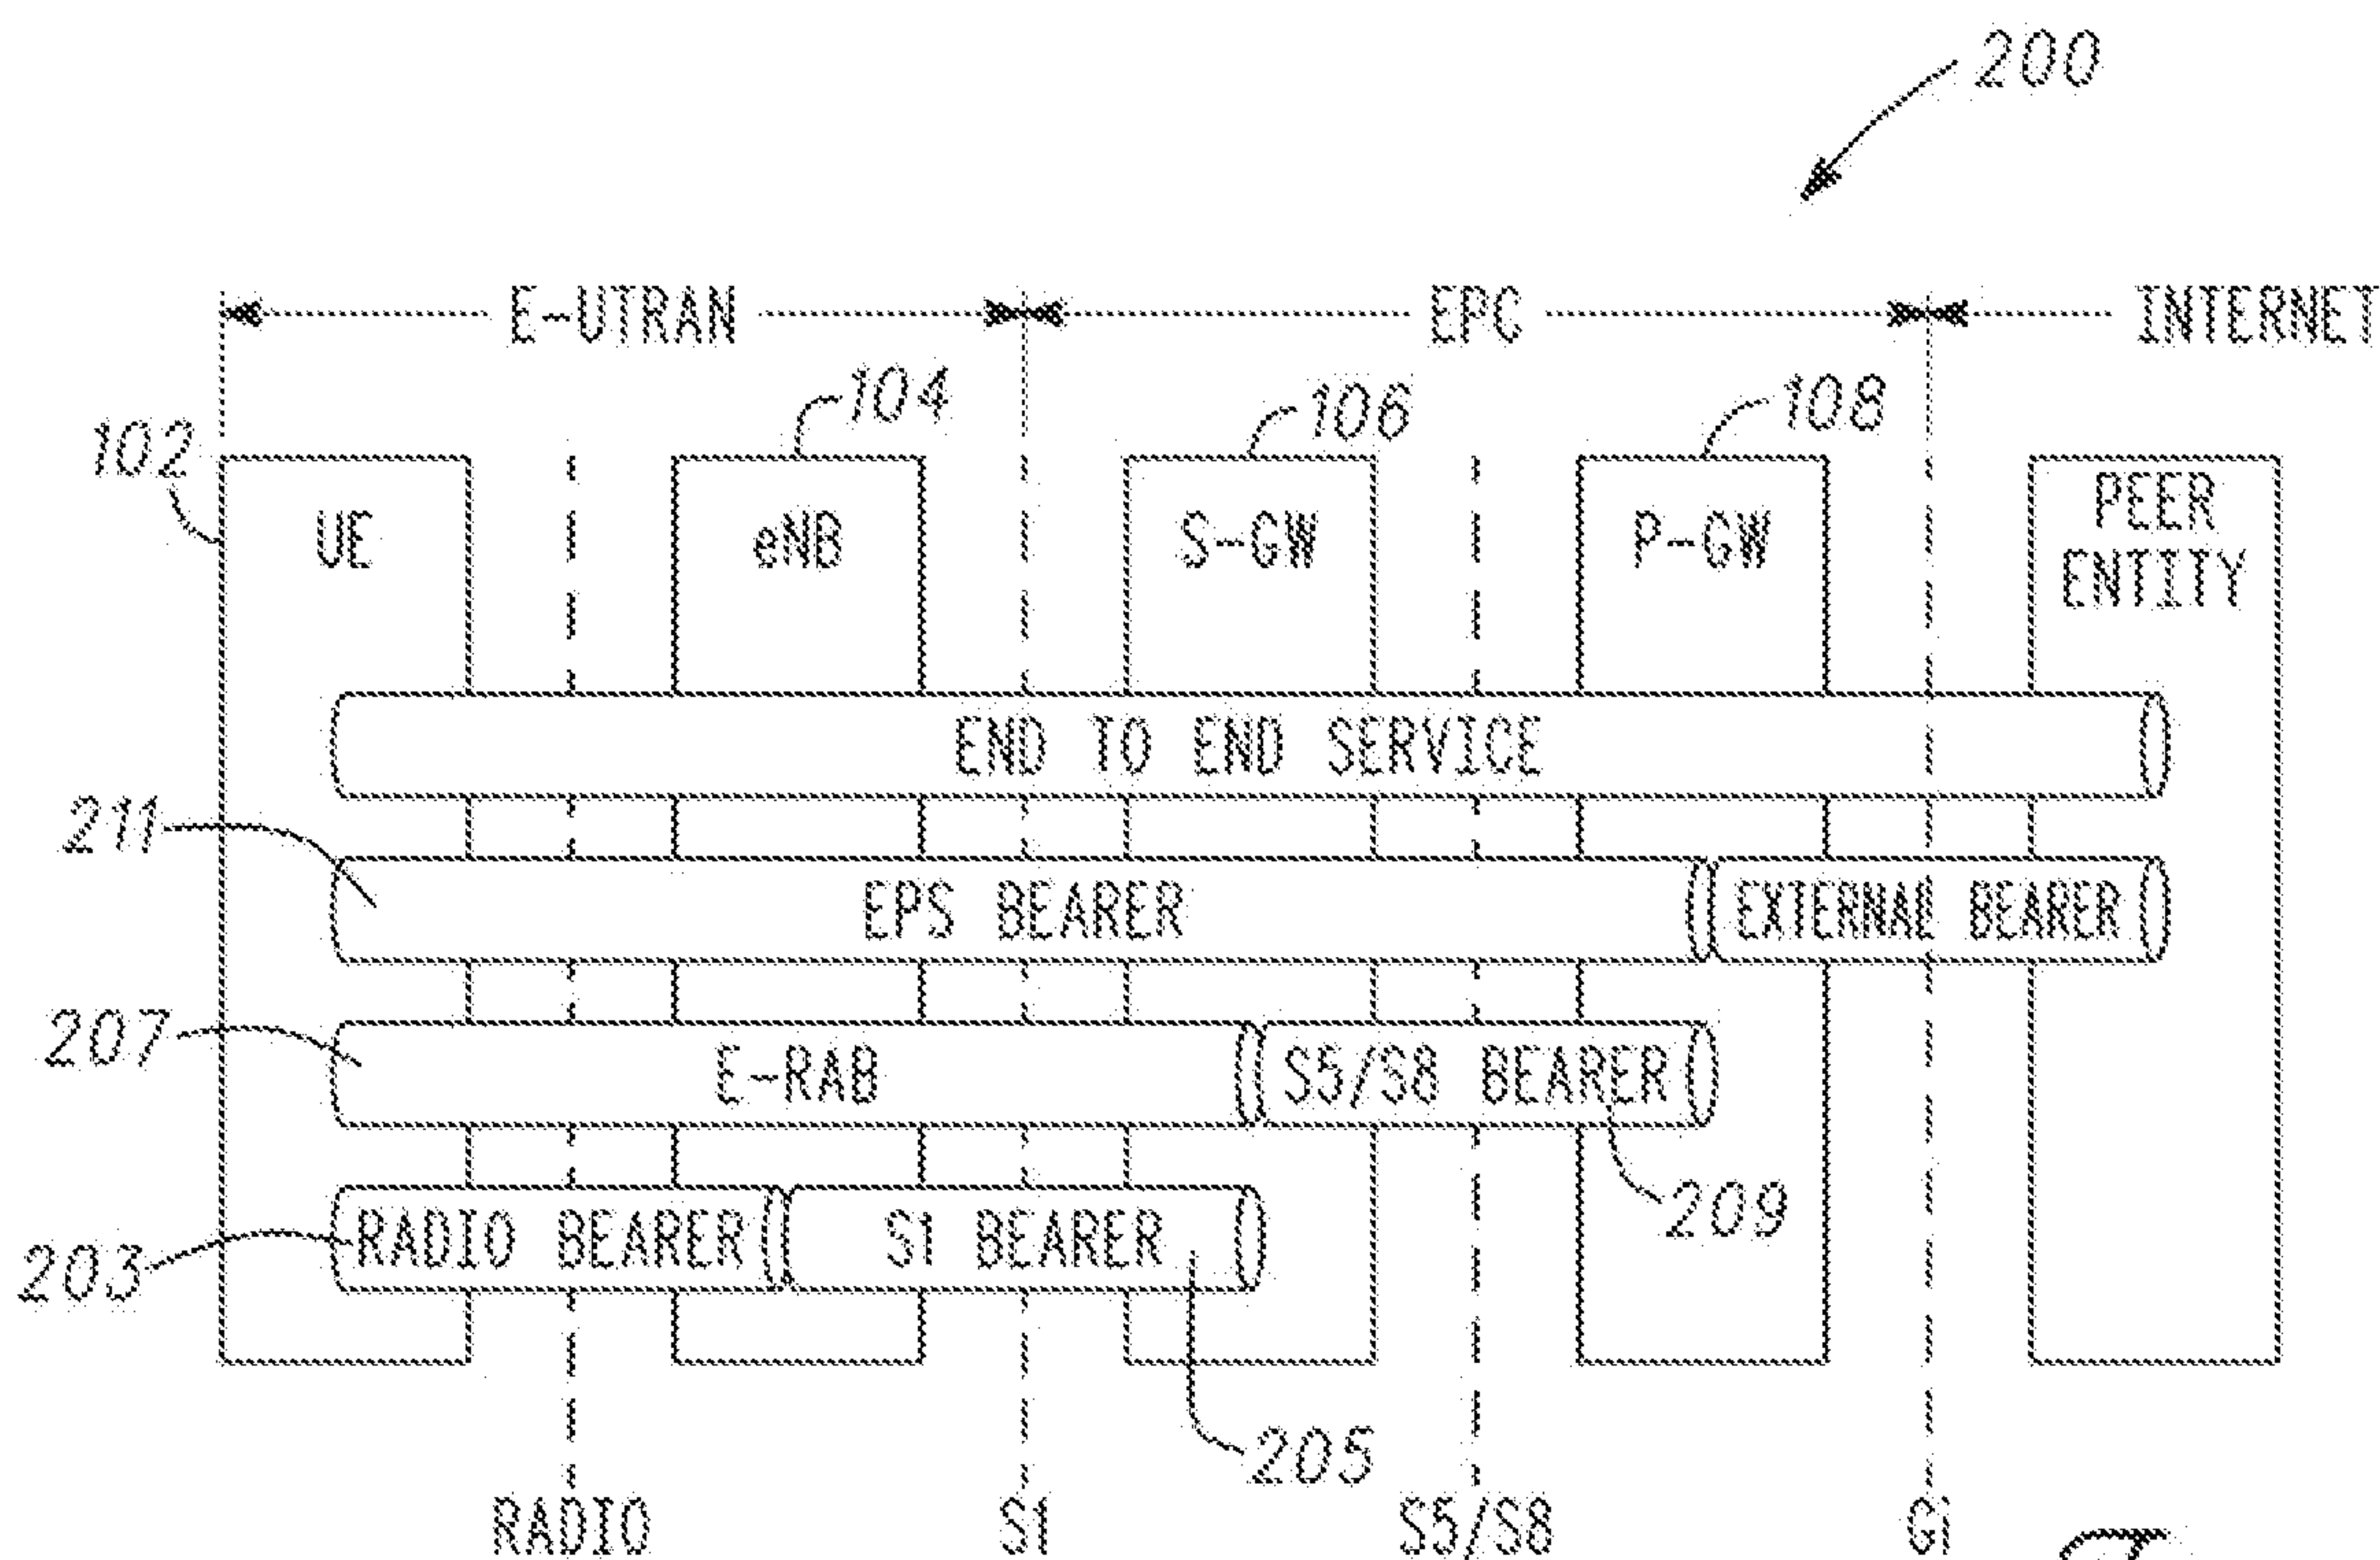 200
E-UTRAN EPC INTERNET
102 104 106 108
UE eNB S-GW P-GW PEER ENTITY
END TO END SERVICE
211 EPS BEARER EXTERNAL BEARER
207 E-RAB S5/S8 BEARER
209
203 RADIO BEARER S1 BEARER
205
RADIO S1 S5/S8 Gi